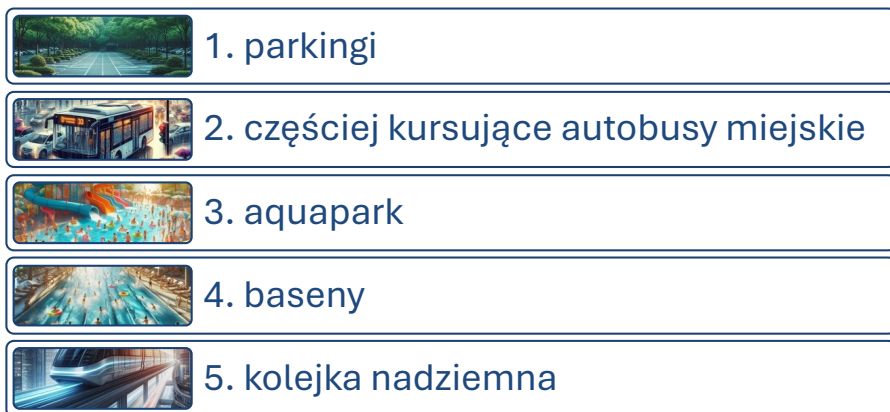 1. parkingi
2. częściej kursujące autobusy miejskie
3. aquapark
4. baseny
5. kolejka nadziemna